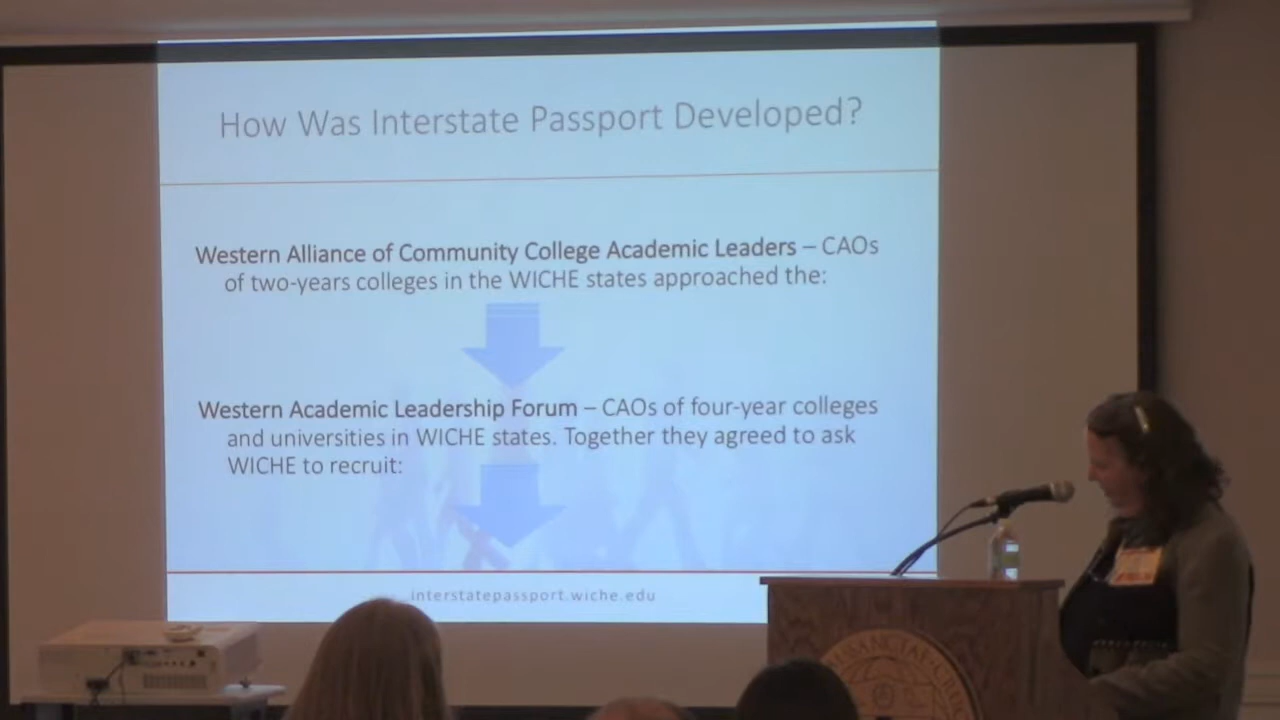 How Was Interstate Passport Developed?
Western Alliance of Community College Academic Leaders – CAOs
of two-years colleges in the WICHE states approached the:
Western Academic Leadership Forum – CAOs of four-year colleges
and universities in WICHE states. Together they agreed to ask
WICHE to recruit:
interstatepassport.wiche.edu